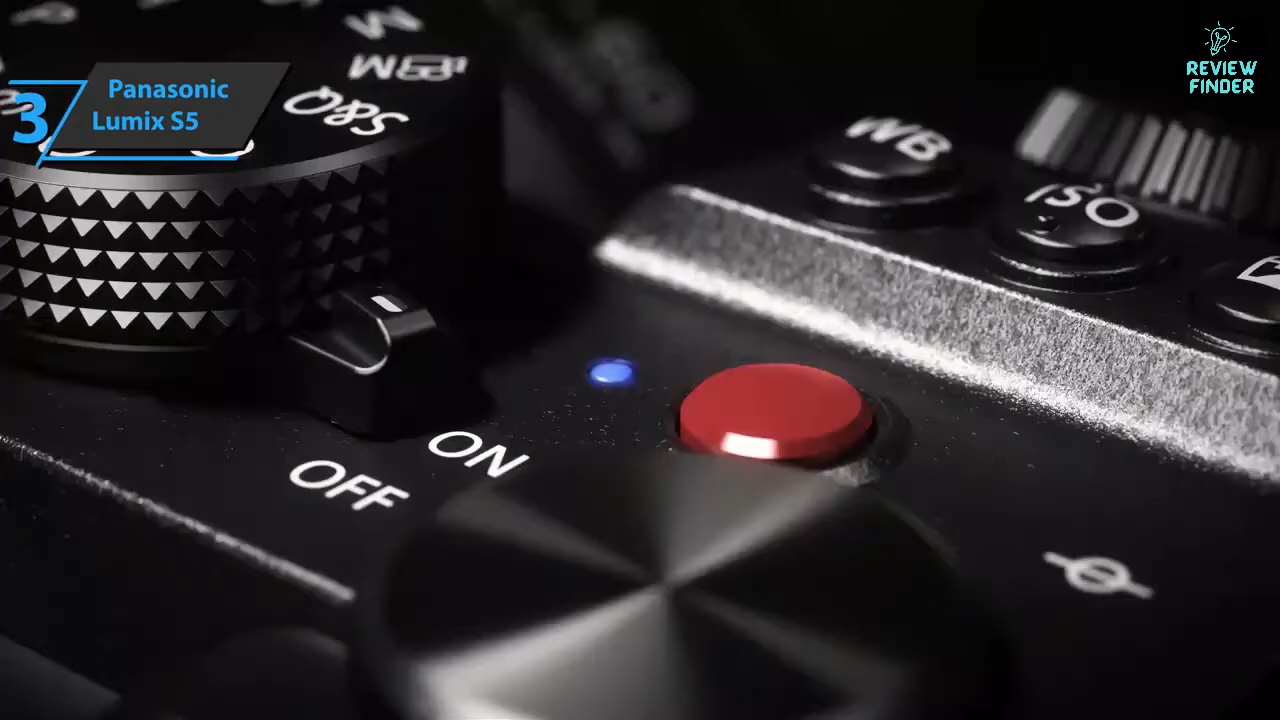 3
Panasonic
Lumix S5
REVIEW
FINDER
M
S&Q
WB
ISO
ON
OFF